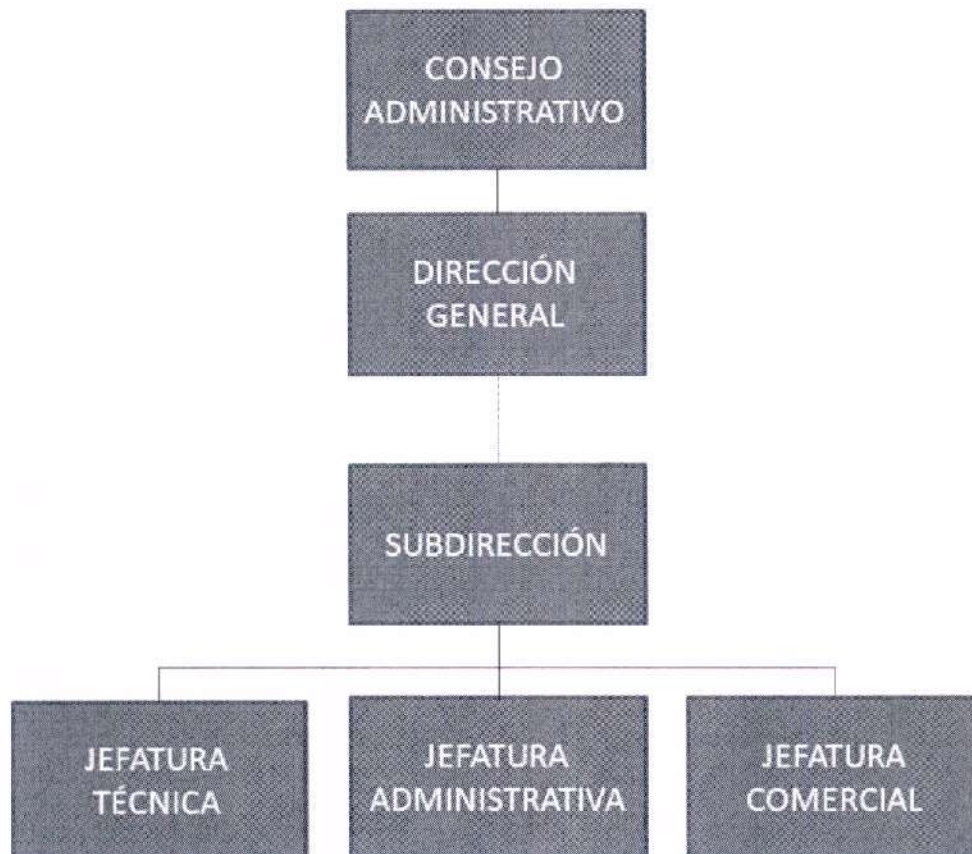 CONSEJO
ADMINISTRATIVO
DIRECCIÓN
GENERAL
SUBDIRECCIÓN
JEFATURA
TÉCNICA
JEFATURA
ADMINISTRATIVA
JEFATURA
COMERCIAL